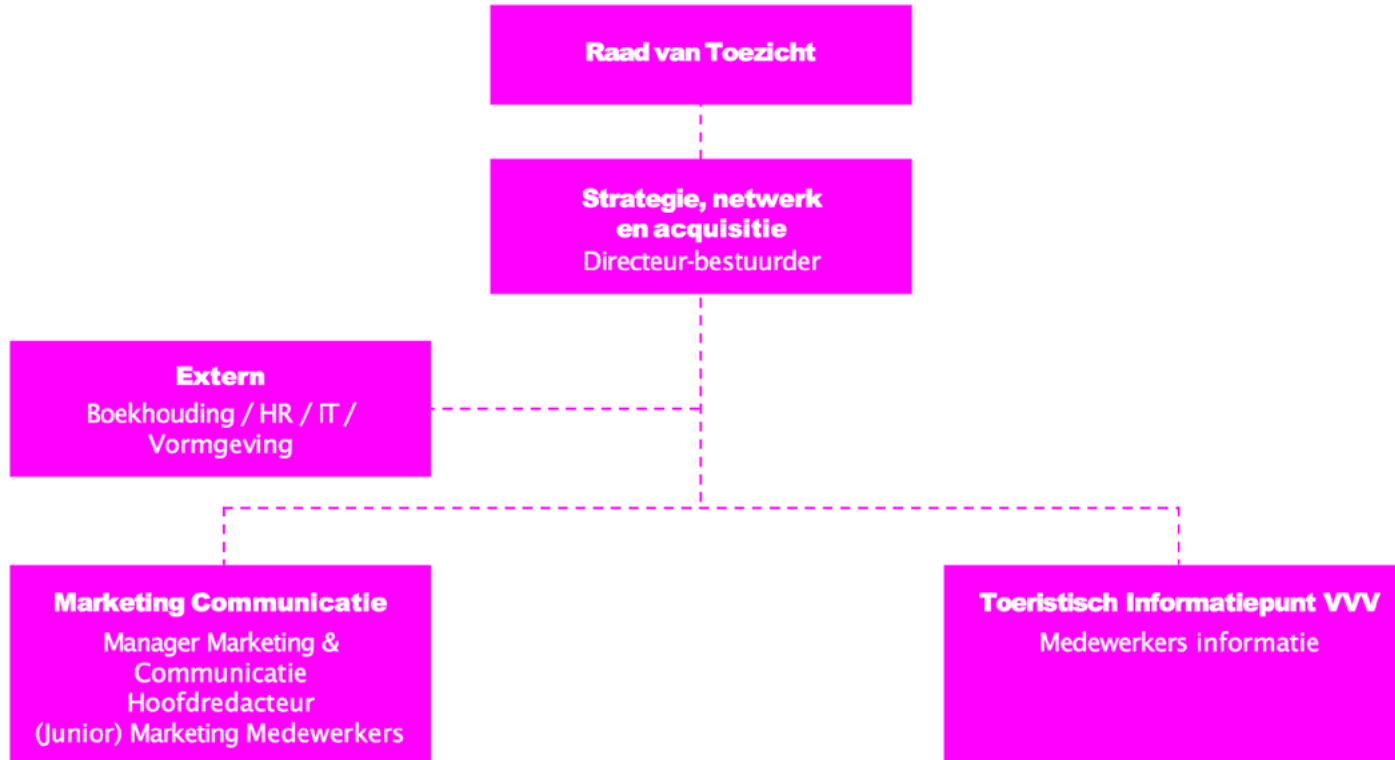 Raad van Toezicht
Strategie, netwerk
en acquisitie
Directeur-bestuurder
Extern
Boekhouding / HR / IT /
Vormgeving
Marketing Communicatie
Manager Marketing &
Communicatie
Hoofdredacteur
(Junior) Marketing Medewerkers
Toeristisch Informatiepunt VVV
Medewerkers informatie